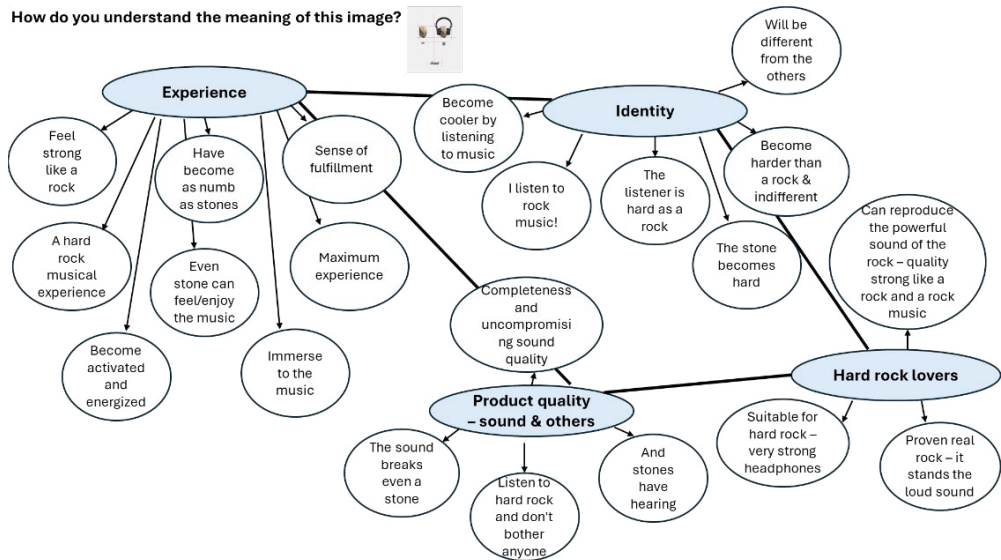 How do you understand the meaning of this image?
Experience
Feel
strong
like a
rock
Have
become
as numb
as stones
Sense of
fulfillment
A hard
rock
musical
experience
Even
stone can
feel/enjoy
the music
Maximum
experience
Become
activated
and
energized
Immerse
to the
music
Identity
Will be
different
from the
others
Become
cooler by
listening
to music
I listen to
rock
music!
The
listener is
hard as a
rock
Become
harder than
a rock &
indifferent
The stone
becomes
hard
Can reproduce
the powerful
sound of the
rock – quality
strong like a
rock and a rock
music
Hard rock lovers
Suitable for
hard rock –
very strong
headphones
Proven real
rock – it
stands the
loud sound
Completeness
and
uncompromisi
ng sound
quality
Product quality
– sound & others
The sound
breaks
even a
stone
Listen to
hard rock
and don't
bother
anyone
And
stones
have
hearing